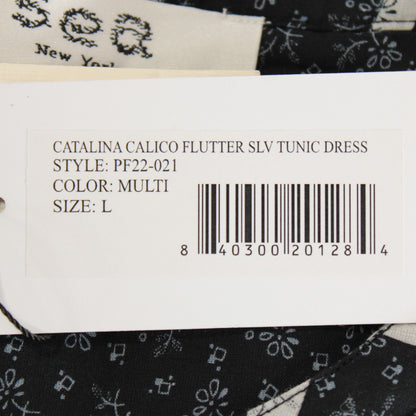 sea
New York
CATALINA CALICO FLUTTER SLV TUNIC DRESS
STYLE: PF22-021
COLOR: MULTI
SIZE: L
8 40300 20128 4